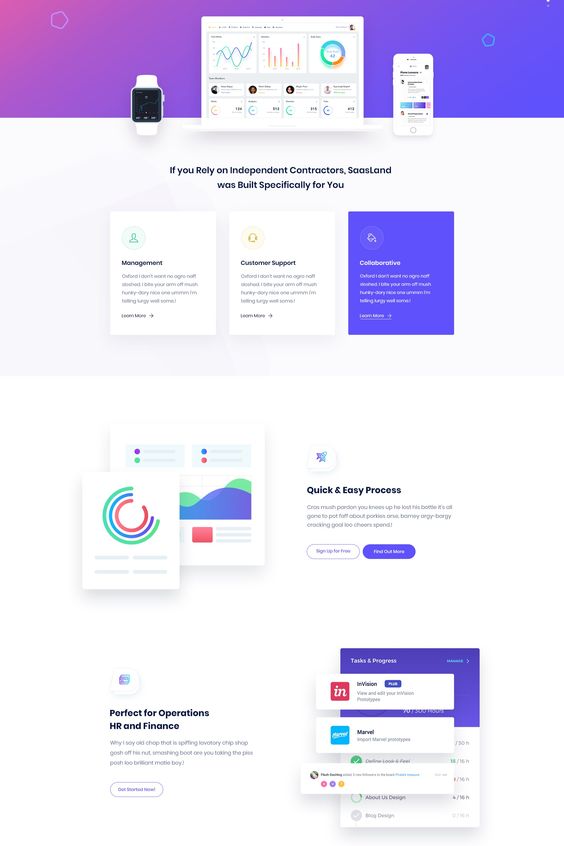 If you Rely on Independent Contractors, SaasLand
was Built Specifically for You
Management
Oxford I don't want no agro naff
sloshed. I bite your arm off mush
hunky-dory nice one ummm I'm
telling lurgy well some.!
Learn More
Customer Support
Oxford I don't want no agro naff
sloshed. I bite your arm off mush
hunky-dory nice one ummm I'm
telling lurgy well some.!
Learn More
Collaborative
Oxford I don't want no agro naff
sloshed. I bite your arm off mush
hunky-dory nice one ummm I'm
telling lurgy well some.!
Learn More
Quick & Easy Process
Cras mush pardon you knees up he lost his bottle it's all
gone to pot faff about porkies arse, barney argy-bargy
cracking goal loo cheers spend!
Sign Up for Free
Find Out More
Perfect for Operations
HR and Finance
Why I say old chap that is spiffing lavatory chip shop
gosh off his nut, smashing boot are you taking the piss
posh loo brilliant matie boy!
Get Started Now!
Tasks & Progress
MANAGE
in
InVision
PLUS
View and edit your InVision
Prototypes
70 / 300 Hours
Marvel
Import Marvel prototypes
/ 50 h
Define Look & Feel
/ 16 h
/ 16 h
About Us Design
4 / 16 h
Blog Design
0 / 16 h